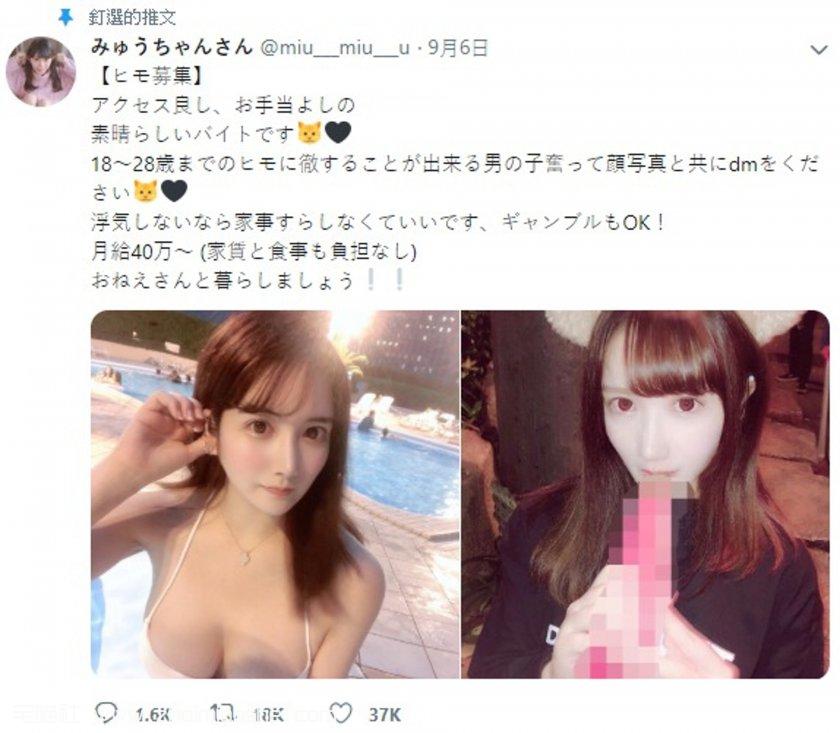 釘選的推文
みゅうちゃんさん @miu___miu___u · 9月6日
【ヒモ募集】
アクセス良し、お手当よしの
素晴らしいバイトです🐱🖤
18〜28歳までのヒモに徹することが出来る男の子奮って顔写真と共にdmをくだ
さい🐱🖤
浮気しないなら家事すらしなくていいです、ギャンブルもOK！
月給40万〜 (家賃と食事も負担なし)
おねえさんと暮らしましょう❕❕
D
1.6K 18K 37K